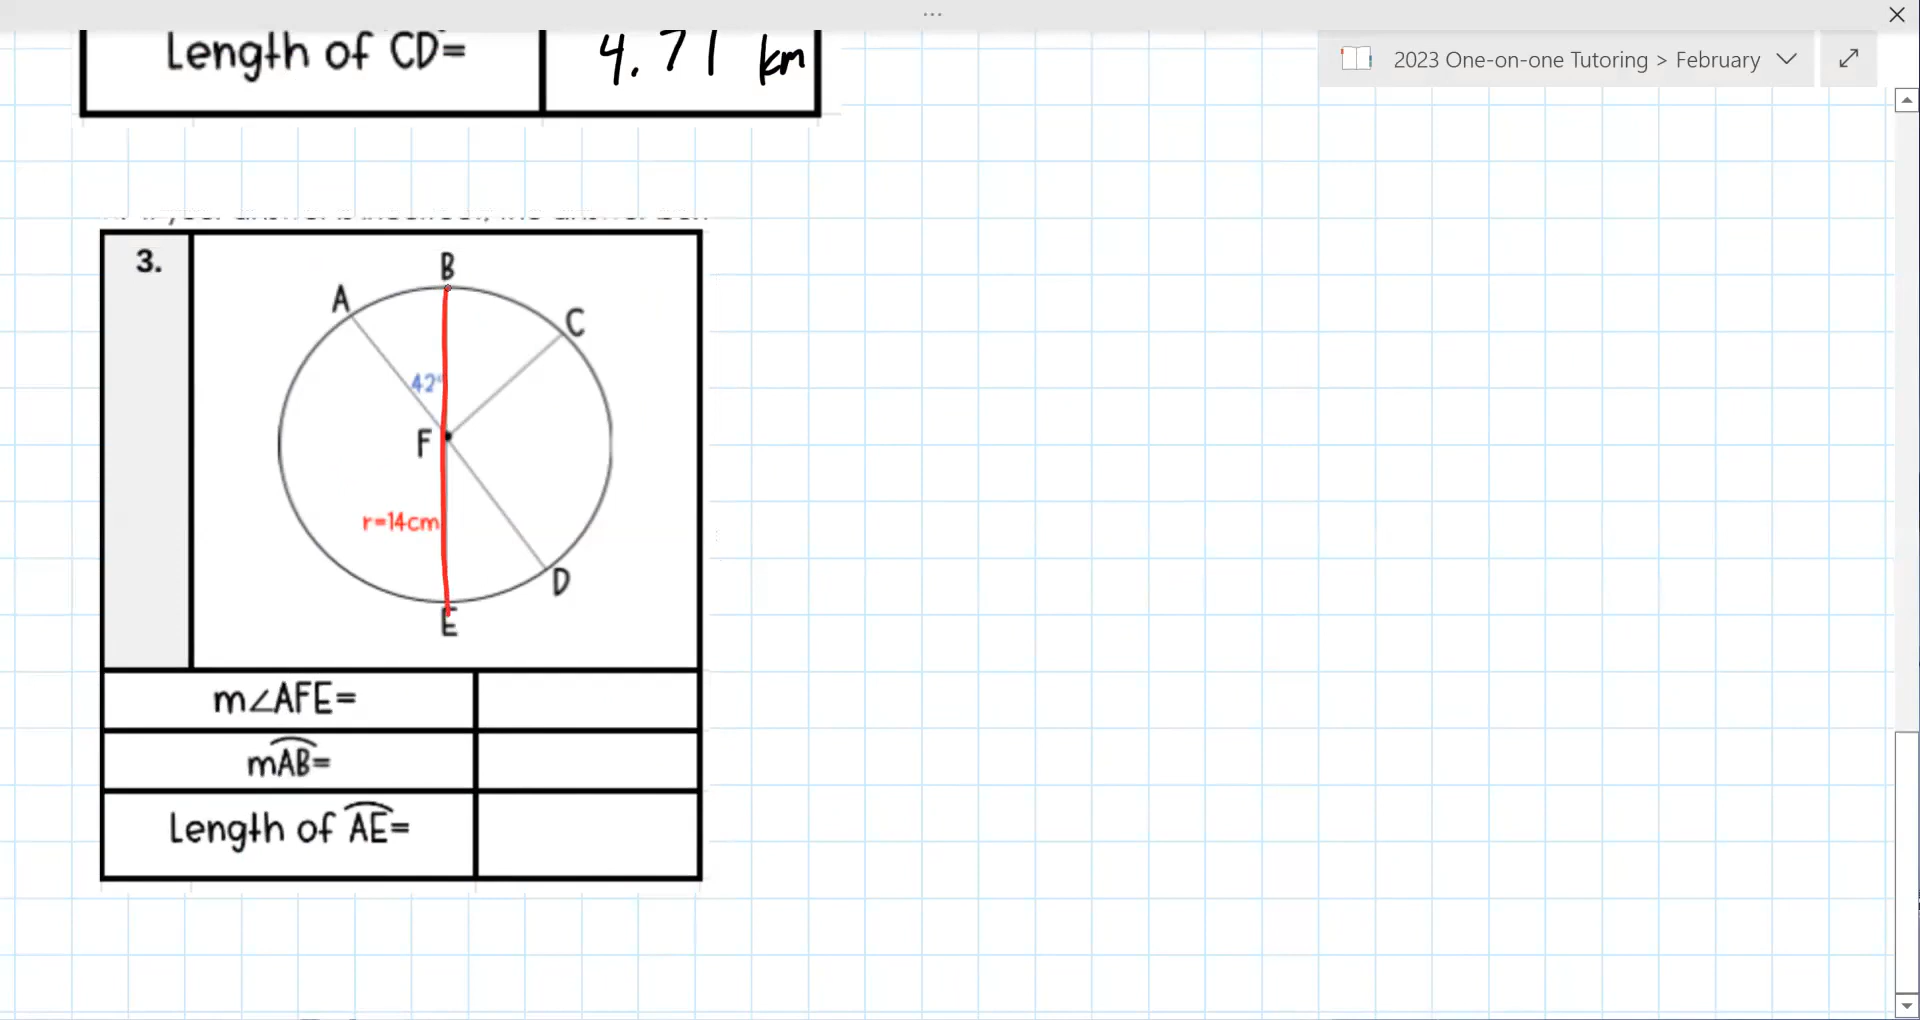 Length of CD=
4.71 km
2023 One-on-one Tutoring > February
3.
B
A
C
42°
F
r=14cm
D
E
m∠AFE=
mAB=
Length of AE=